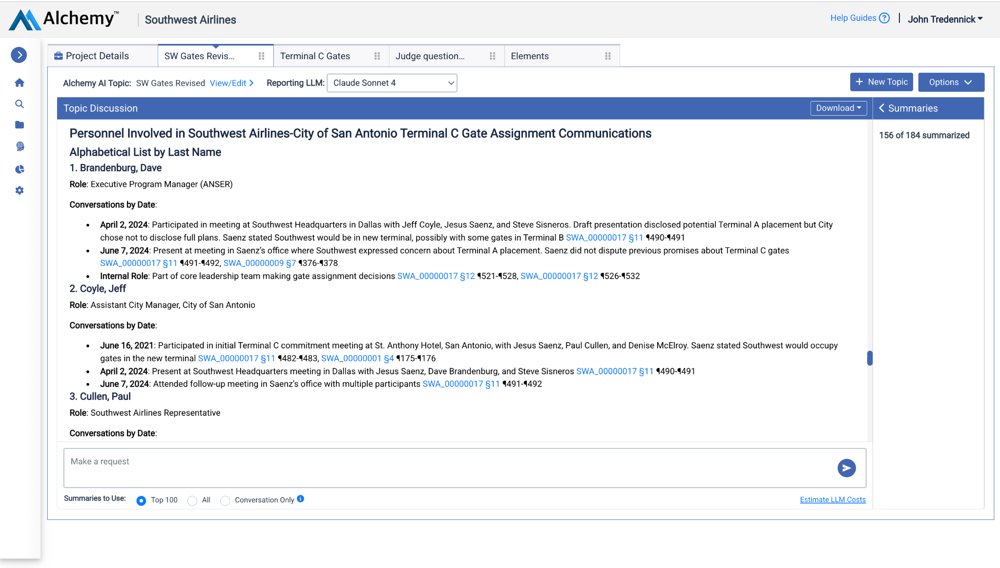 Alchemy™ | Southwest Airlines
Help Guides ? | John Tredennick
Project Details
SW Gates Revis...
Terminal C Gates
Judge question...
Elements
Alchemy AI Topic: SW Gates Revised View/Edit
Reporting LLM: Claude Sonnet 4
+ New Topic
Options
Topic Discussion
Download
Summaries
156 of 184 summarized
Personnel Involved in Southwest Airlines-City of San Antonio Terminal C Gate Assignment Communications
Alphabetical List by Last Name
1. Brandenburg, Dave
Role: Executive Program Manager (ANSER)
Conversations by Date:
• April 2, 2024: Participated in meeting at Southwest Headquarters in Dallas with Jeff Coyle, Jesus Saenz, and Steve Sisneros. Draft presentation disclosed potential Terminal A placement but City
chose not to disclose full plans. Saenz stated Southwest would be in new terminal, possibly with some gates in Terminal B SWA_00000017 §11 ¶490-¶491
• June 7, 2024: Present at meeting in Saenz’s office where Southwest expressed concern about Terminal A placement. Saenz did not dispute previous promises about Terminal C gates
SWA_00000017 §11 ¶491-¶492, SWA_00000009 §7 ¶376-¶378
• Internal Role: Part of core leadership team making gate assignment decisions SWA_00000017 §12 ¶521-¶528, SWA_00000017 §12 ¶526-¶532
2. Coyle, Jeff
Role: Assistant City Manager, City of San Antonio
Conversations by Date:
• June 16, 2021: Participated in initial Terminal C commitment meeting at St. Anthony Hotel, San Antonio, with Jesus Saenz, Paul Cullen, and Denise McElroy. Saenz stated Southwest would occupy
gates in the new terminal SWA_00000017 §11 ¶482-¶483, SWA_00000001 §4 ¶175-¶176
• April 2, 2024: Present at Southwest Headquarters meeting in Dallas with Jesus Saenz, Dave Brandenburg, and Steve Sisneros SWA_00000017 §11 ¶490-¶491
• June 7, 2024: Attended follow-up meeting in Saenz’s office with multiple participants SWA_00000017 §11 ¶491-¶492
3. Cullen, Paul
Role: Southwest Airlines Representative
Conversations by Date:
Make a request
Summaries to Use: Top 100 All Conversation Only
Estimate LLM Costs